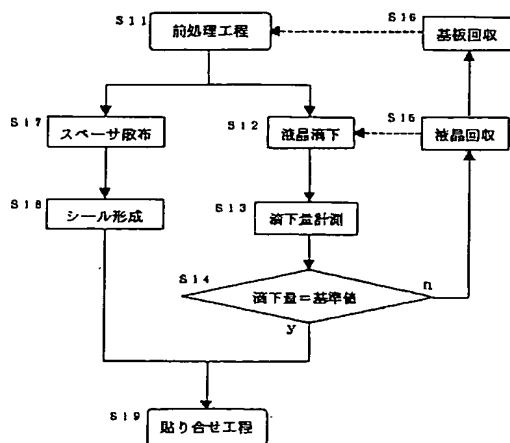 S11
前処理工程
S16
基板回収
S17
スペーサ散布
S12
液晶滴下
S15
液晶回収
S18
シール形成
S13
滴下量計測
S14
滴下量=基準値
n
y
S19
貼り合せ工程